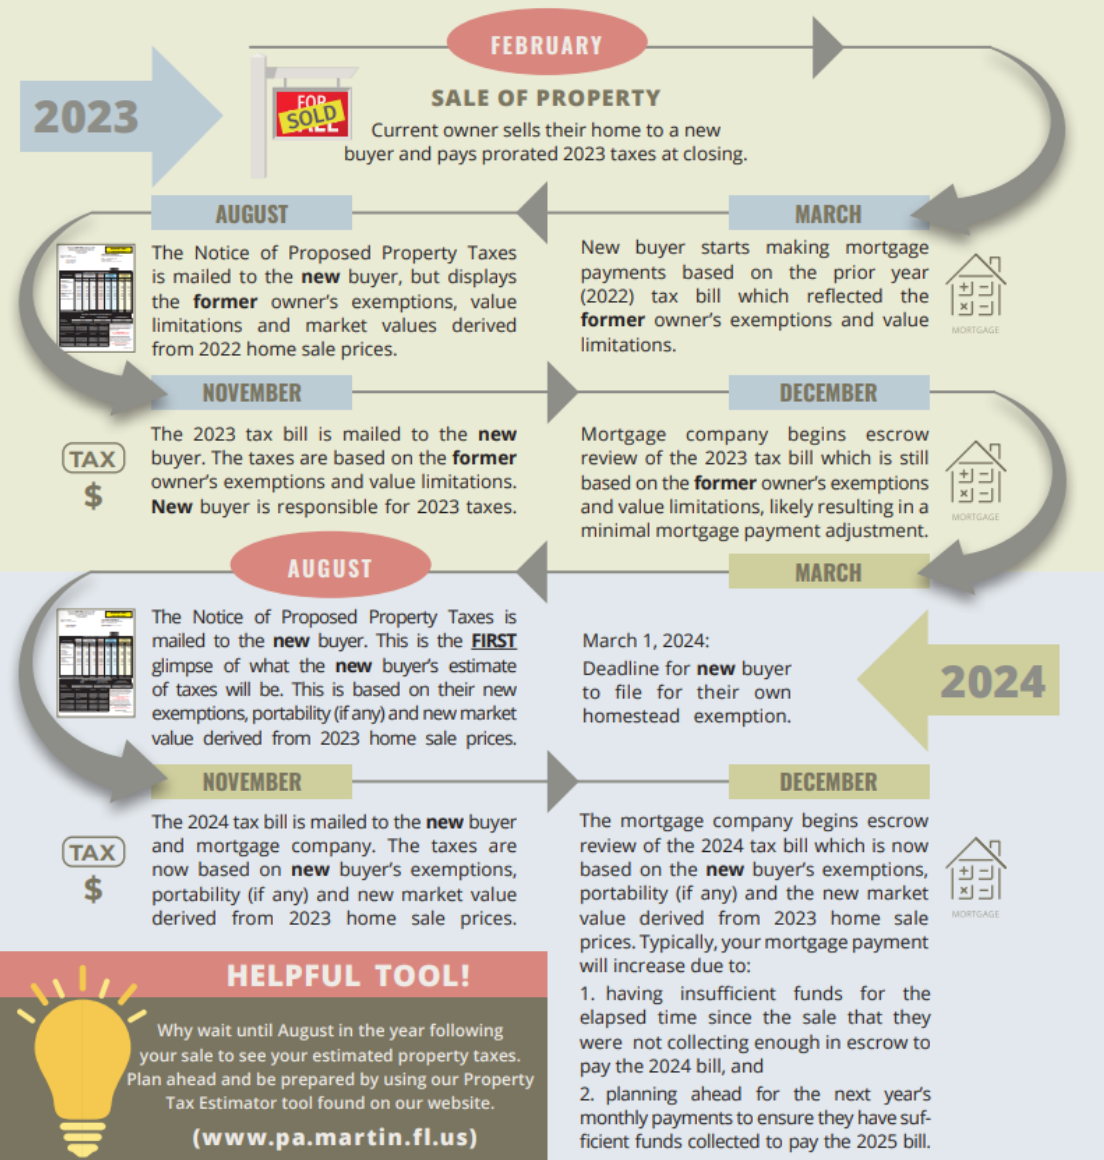 FEBRUARY
2023
FOR
SOLD
SALE OF PROPERTY
Current owner sells their home to a new
buyer and pays prorated 2023 taxes at closing.
MARCH
New buyer starts making mortgage
payments based on the prior year
(2022) tax bill which reflected the
former owner's exemptions and value
limitations.
MORTGAGE
AUGUST
The Notice of Proposed Property Taxes
is mailed to the new buyer, but displays
the former owner's exemptions, value
limitations and market values derived
from 2022 home sale prices.
NOVEMBER
TAX
$
The 2023 tax bill is mailed to the new
buyer. The taxes are based on the former
owner's exemptions and value limitations.
New buyer is responsible for 2023 taxes.
DECEMBER
Mortgage company begins escrow
review of the 2023 tax bill which is still
based on the former owner's exemptions
and value limitations, likely resulting in a
minimal mortgage payment adjustment.
MORTGAGE
MARCH
2024
March 1, 2024:
Deadline for new buyer
to file for their own
homestead exemption.
AUGUST
The Notice of Proposed Property Taxes is
mailed to the new buyer. This is the FIRST
glimpse of what the new buyer's estimate
of taxes will be. This is based on their new
exemptions, portability (if any) and new market
value derived from 2023 home sale prices.
NOVEMBER
TAX
$
The 2024 tax bill is mailed to the new buyer
and mortgage company. The taxes are
now based on new buyer's exemptions,
portability (if any) and new market value
derived from 2023 home sale prices.
DECEMBER
The mortgage company begins escrow
review of the 2024 tax bill which is now
based on the new buyer's exemptions,
portability (if any) and the new market
value derived from 2023 home sale
prices. Typically, your mortgage payment
will increase due to:
1. having insufficient funds for the
elapsed time since the sale that they
were not collecting enough in escrow to
pay the 2024 bill, and
2. planning ahead for the next year's
monthly payments to ensure they have suf-
ficient funds collected to pay the 2025 bill.
MORTGAGE
HELPFUL TOOL!
Why wait until August in the year following
your sale to see your estimated property taxes.
Plan ahead and be prepared by using our Property
Tax Estimator tool found on our website.
(www.pa.martin.fl.us)